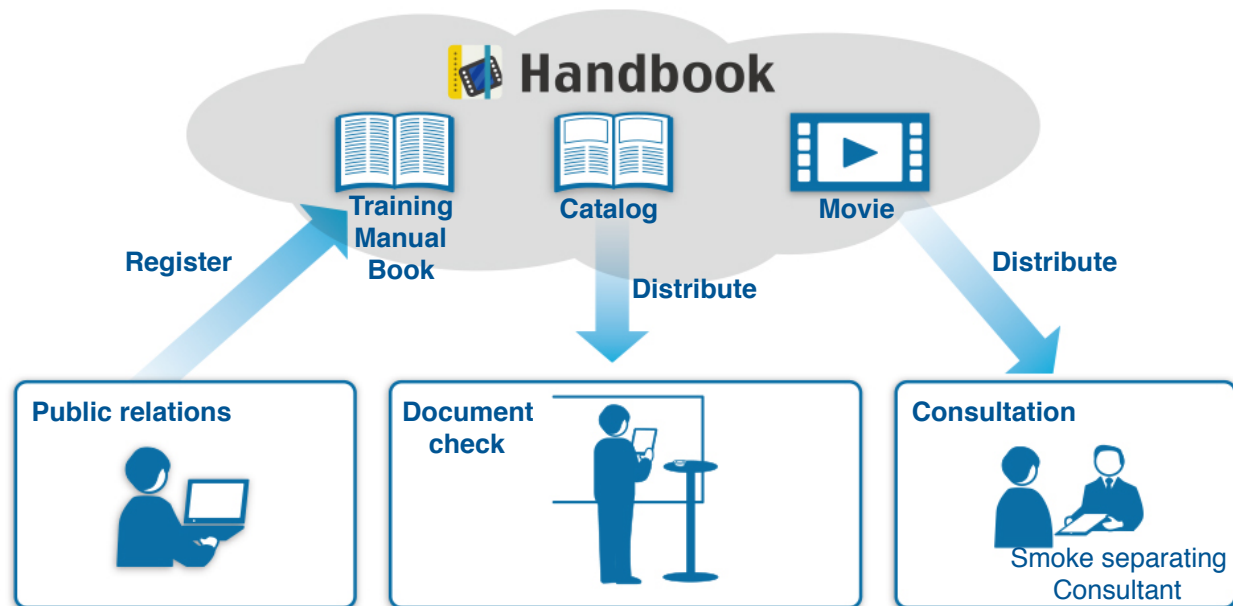 Handbook
Training
Manual
Book
Catalog
Movie
Register
Distribute
Distribute
Public relations
Document
check
Consultation
Smoke separating
Consultant